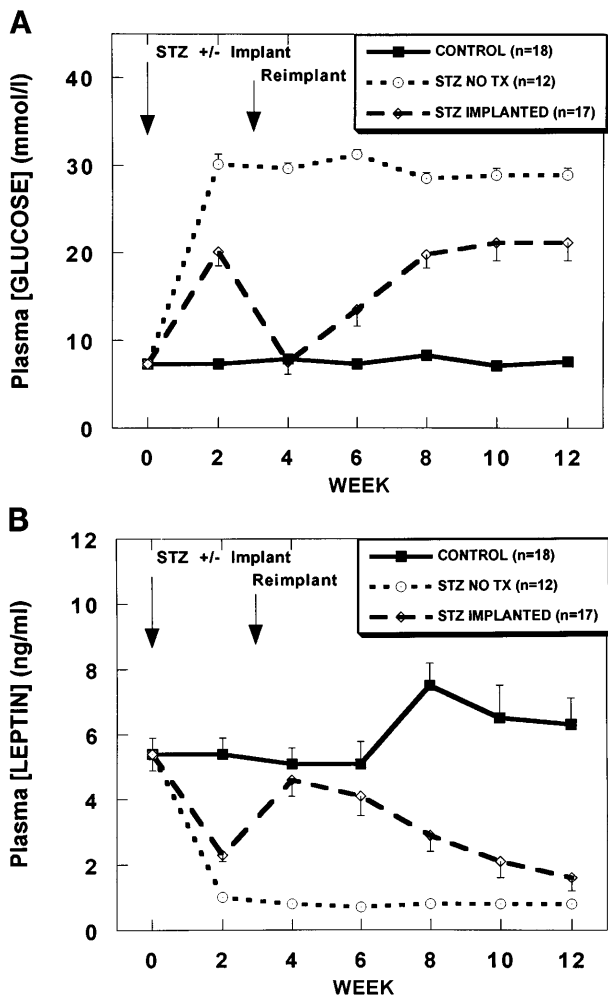 A
STZ +/- Implant
Reimplant
CONTROL (n=18)
STZ NO TX (n=12)
STZ IMPLANTED (n=17)
Plasma [GLUCOSE] (mmol/l)
40
30
20
10
0
0 2 4 6 8 10 12
WEEK
B
STZ +/- Implant
Reimplant
CONTROL (n=18)
STZ NO TX (n=12)
STZ IMPLANTED (n=17)
Plasma [LEPTIN] (ng/ml)
12
10
8
6
4
2
0
0 2 4 6 8 10 12
WEEK